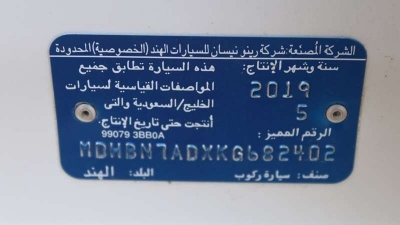 الشركة المصنعة: شركة رينو نيسان للسيارات الهند (الخصوصية) المحدودة
سنة وشهر الإنتاج: هذه السيارة تطابق جميع
2019 المواصفات القياسية لسيارات
5 الخليج/السعودية والتى
أنتجت حتى تاريخ الإنتاج.
الرقم المميز: 99079 3BB0A
MDHBN7ADXKG682402
صنف: سيارة ركوب البلد: الهند